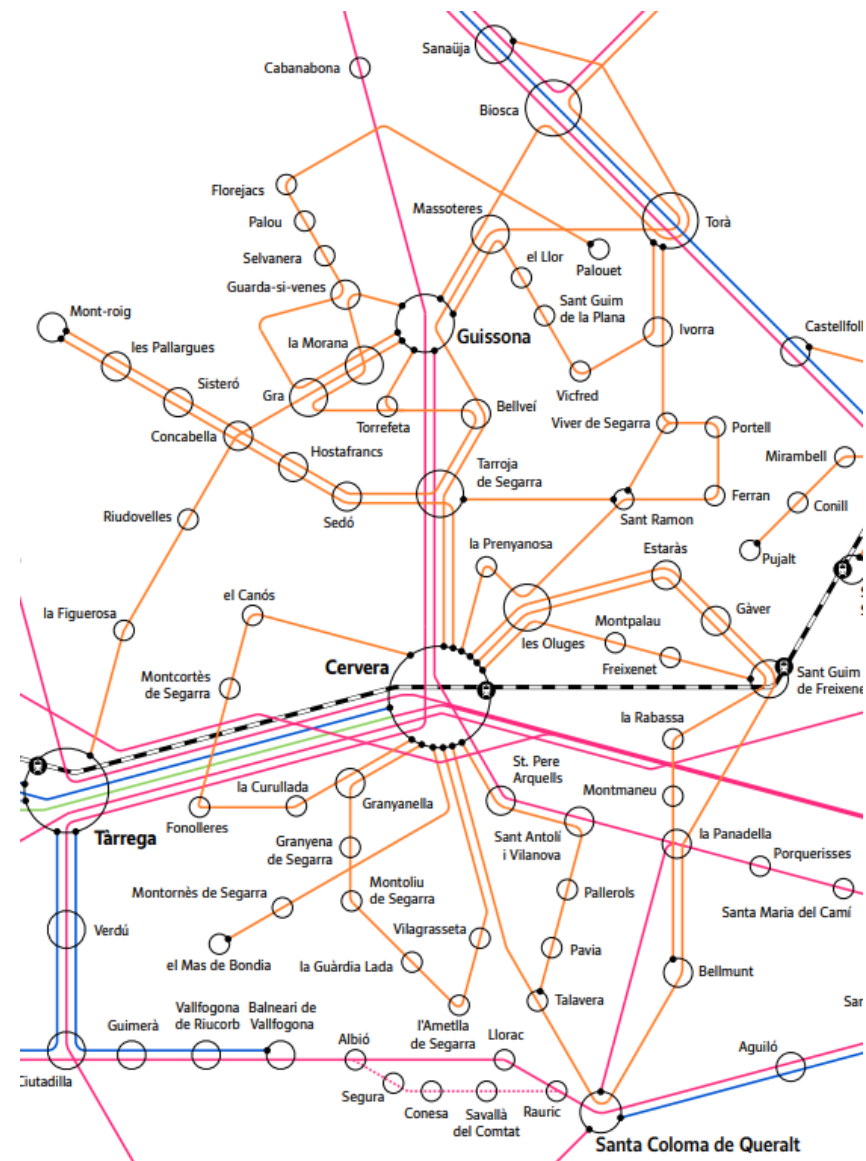 Sanaüja
Cabanabona
Biosca
Florejacs
Massoteres
Palou
Torà
el Llor
Palouet
Selvanera
Guarda-si-venes
Sant Guim
de la Plana
Mont-roig
Ivorra
Guissona
Castellfoll
les Pallargues
la Morana
Sisteró
Vicfred
Gra
Bellveí
Torrefeta
Viver de Segarra
Portell
Concabella
Hostafrancs
Mirambell
Tarroja
de Segarra
Sedó
Ferran
Conill
Riudovelles
Sant Ramon
la Prenyanosa
Estaràs
Pujalt
el Canós
la Figuerosa
Montpalau
Gàver
les Oluges
Cervera
Freixenet
Sant Guim
de Freixene
Montcortès
de Segarra
la Rabassa
St. Pere
Arquells
la Curullada
Montmaneu
Granyanella
Fonolleres
Tàrrega
Sant Antolí
i Vilanova
la Panadella
Granyena
de Segarra
Porquerisses
Montornès de Segarra
Montoliu
de Segarra
Pallerols
Santa Maria del Camí
Verdú
Vilagrasseta
Pavia
el Mas de Bondia
la Guàrdia Lada
Bellmunt
Talavera
Sar
Guimerà
Vallfogona
de Riucorb
Balneari de
Vallfogona
l'Ametlla
de Segarra
Albió
Llorac
Aguiló
Ciutadilla
Segura
Conesa
Savallà
del Comtat
Rauric
Santa Coloma de Queralt